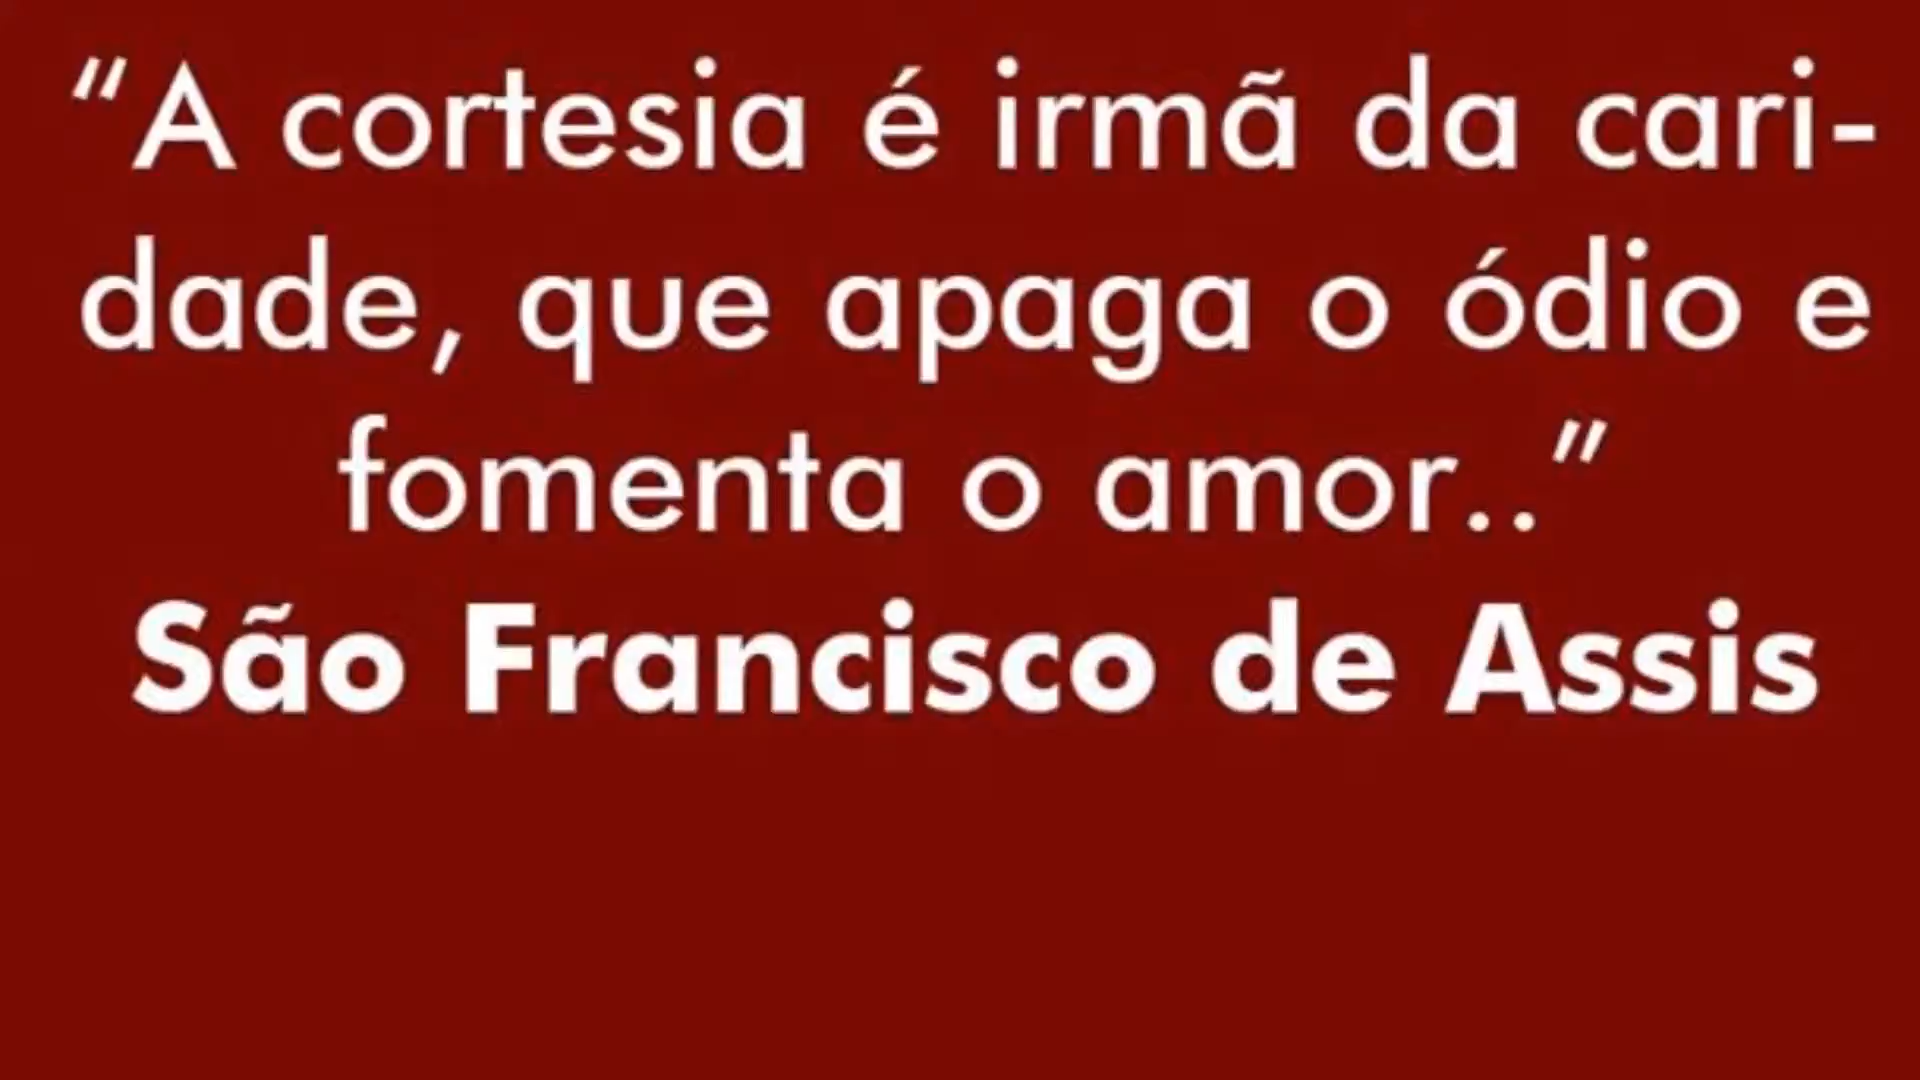 “A cortesia é irmã da cari-
dade, que apaga o ódio e
fomenta o amor..”
São Francisco de Assis